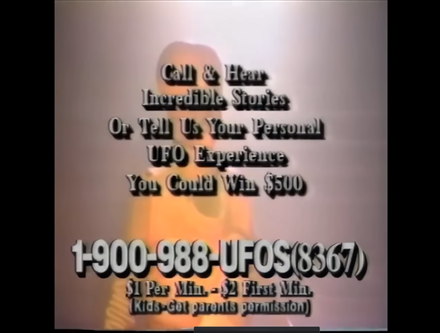 Call & Hear
Incredible Stories
Or Tell Us Your Personal
UFO Experience
You Could Win $500
1-900-988-UFOS(8367)
$1 Per Min. - $2 First Min.
(Kids-Get parents permission)